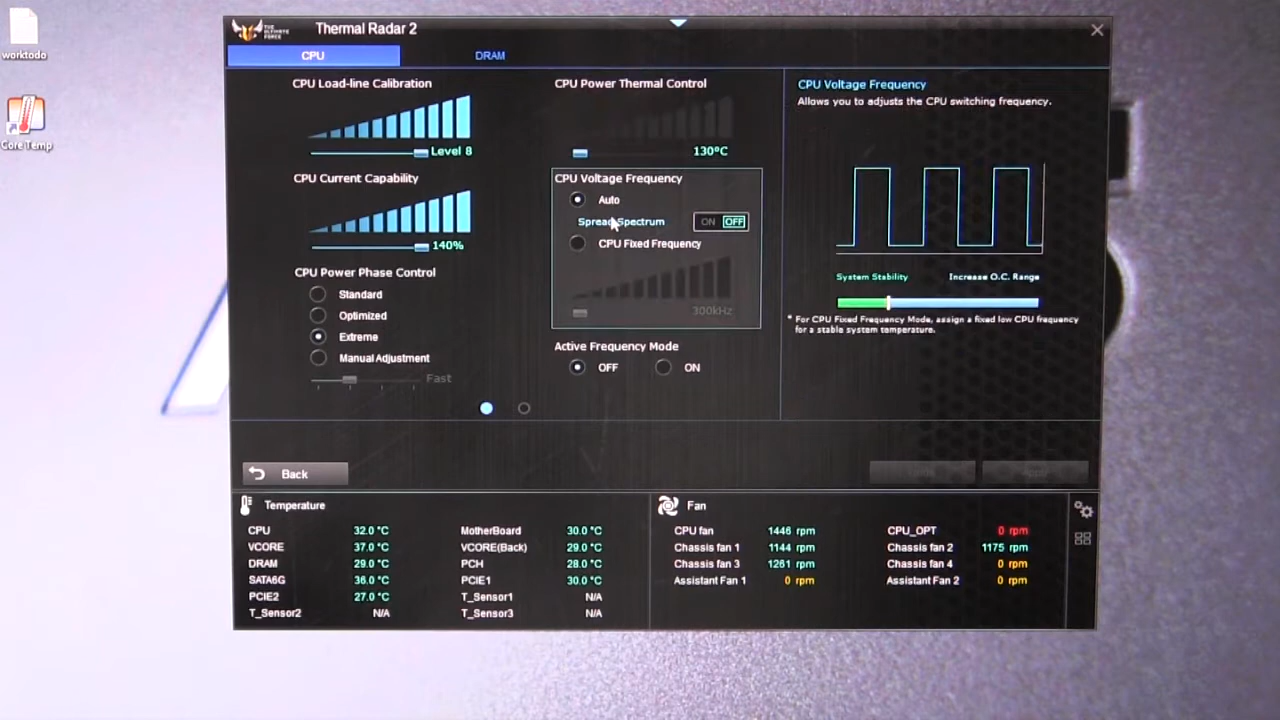 worktodo
Core Temp
THE ULTIMATE FORCE
Thermal Radar 2
CPU
DRAM
CPU Load-line Calibration
Level 8
CPU Current Capability
140%
CPU Power Phase Control
Standard
Optimized
Extreme
Manual Adjustment
Fast
CPU Power Thermal Control
130ºC
CPU Voltage Frequency
Auto
Spread Spectrum ON OFF
CPU Fixed Frequency
300kHz
Active Frequency Mode
OFF ON
CPU Voltage Frequency
Allows you to adjusts the CPU switching frequency.
System Stability Increase O.C. Range
* For CPU Fixed Frequency Mode, assign a fixed low CPU frequency
for a stable system temperature.
Back
Temperature
CPU 32.0 °C MotherBoard 30.0 °C
VCORE 37.0 °C VCORE(Back) 29.0 °C
DRAM 29.0 °C PCH 28.0 °C
SATA6G 36.0 °C PCIE1 30.0 °C
PCIE2 27.0 °C T_Sensor1 N/A
T_Sensor2 N/A T_Sensor3 N/A
Fan
CPU fan 1446 rpm CPU_OPT 0 rpm
Chassis fan 1 1144 rpm Chassis fan 2 1175 rpm
Chassis fan 3 1261 rpm Chassis fan 4 0 rpm
Assistant Fan 1 0 rpm Assistant Fan 2 0 rpm